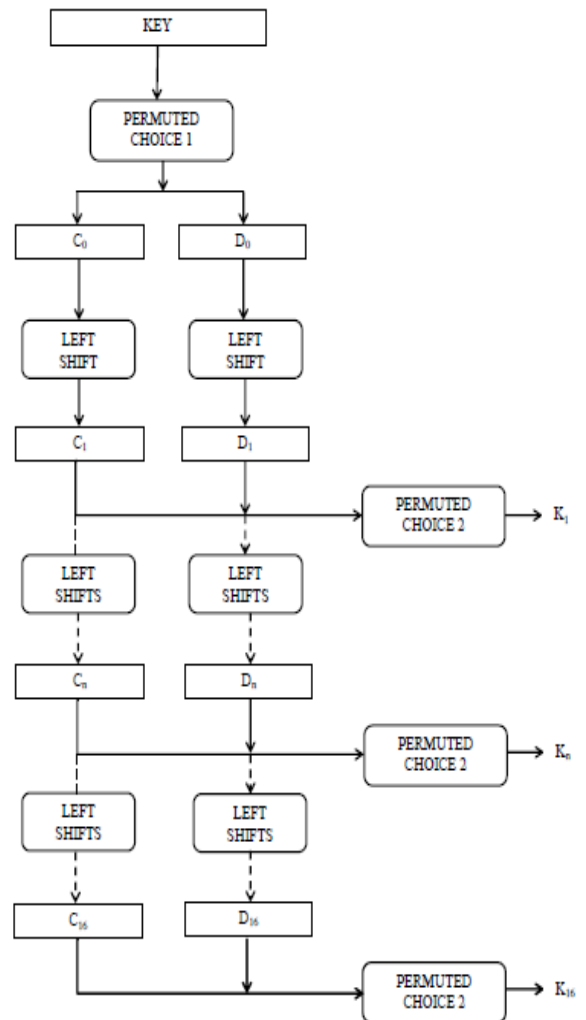 KEY
PERMUTED
CHOICE 1
C₀ D₀
LEFT LEFT
SHIFT SHIFT
C₁ D₁
PERMUTED
CHOICE 2
K₁
LEFT LEFT
SHIFTS SHIFTS
Cₙ Dₙ
PERMUTED
CHOICE 2
Kₙ
LEFT LEFT
SHIFTS SHIFTS
C₁₆ D₁₆
PERMUTED
CHOICE 2
K₁₆